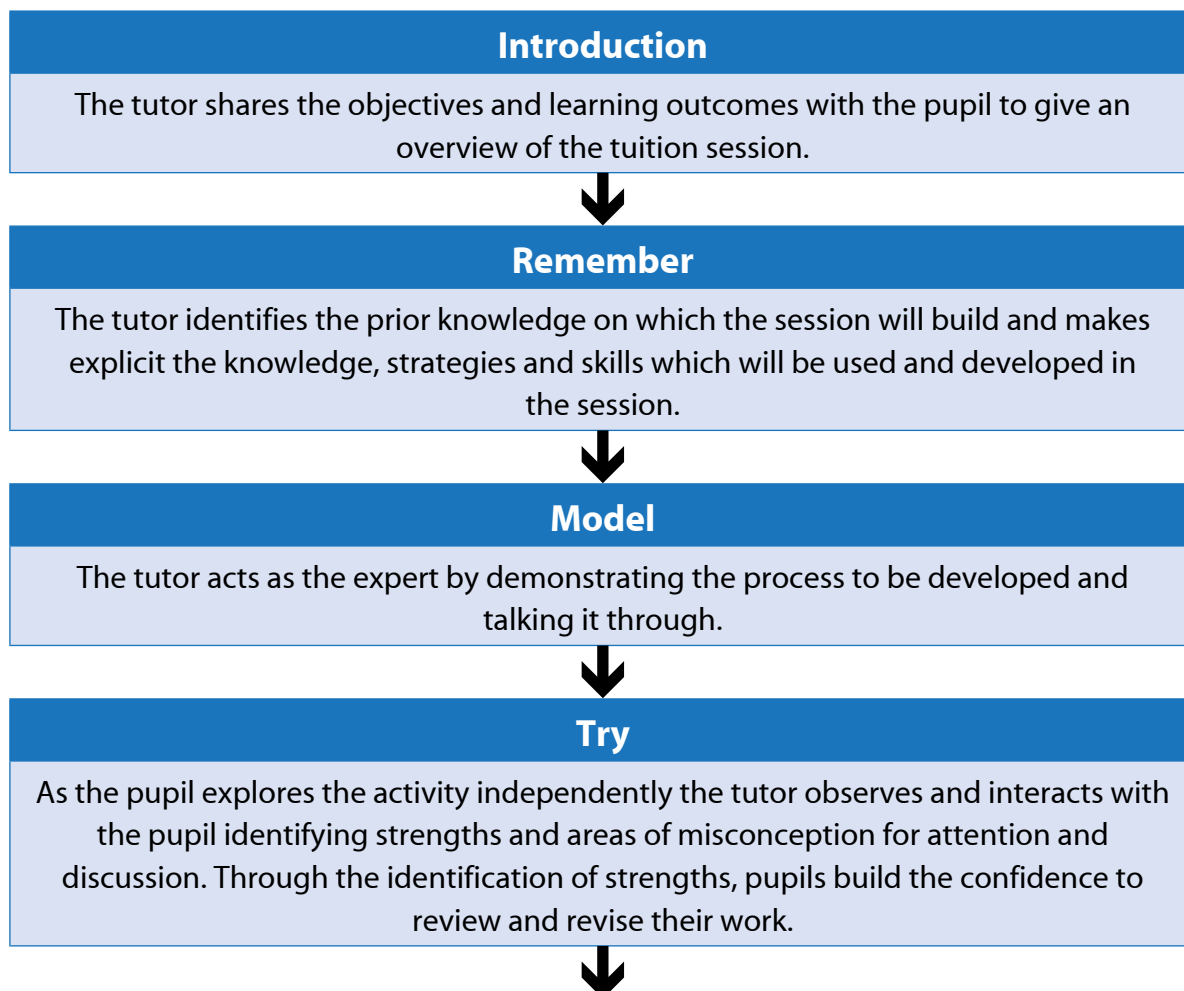 Introduction
The tutor shares the objectives and learning outcomes with the pupil to give an
overview of the tuition session.
Remember
The tutor identifies the prior knowledge on which the session will build and makes
explicit the knowledge, strategies and skills which will be used and developed in
the session.
Model
The tutor acts as the expert by demonstrating the process to be developed and
talking it through.
Try
As the pupil explores the activity independently the tutor observes and interacts with
the pupil identifying strengths and areas of misconception for attention and
discussion. Through the identification of strengths, pupils build the confidence to
review and revise their work.